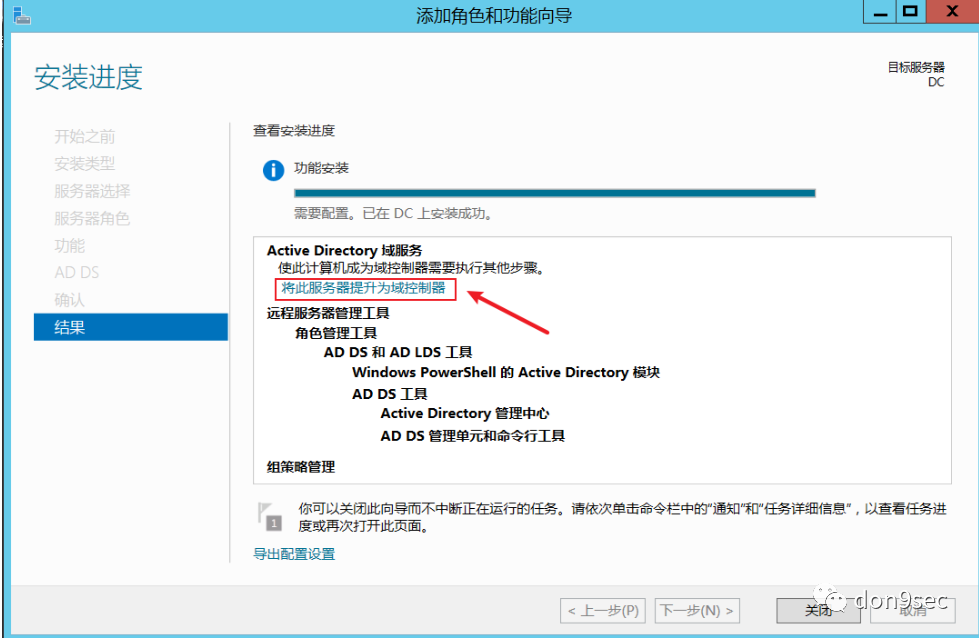 添加角色和功能向导
安装进度
目标服务器
DC
开始之前
安装类型
服务器选择
服务器角色
功能
AD DS
确认
结果
查看安装进度
功能安装
需要配置。已在 DC 上安装成功。
Active Directory 域服务
使此计算机成为域控制器需要执行其他步骤。
将此服务器提升为域控制器
远程服务器管理工具
角色管理工具
AD DS 和 AD LDS 工具
Windows PowerShell 的 Active Directory 模块
AD DS 工具
Active Directory 管理中心
AD DS 管理单元和命令行工具
组策略管理
1
你可以关闭此向导而不中断正在运行的任务。请依次单击命令栏中的“通知”和“任务详细信息”，以查看任务进
度或再次打开此页面。
导出配置设置
< 上一步(P)
下一步(N) >
关闭
取消
don9sec